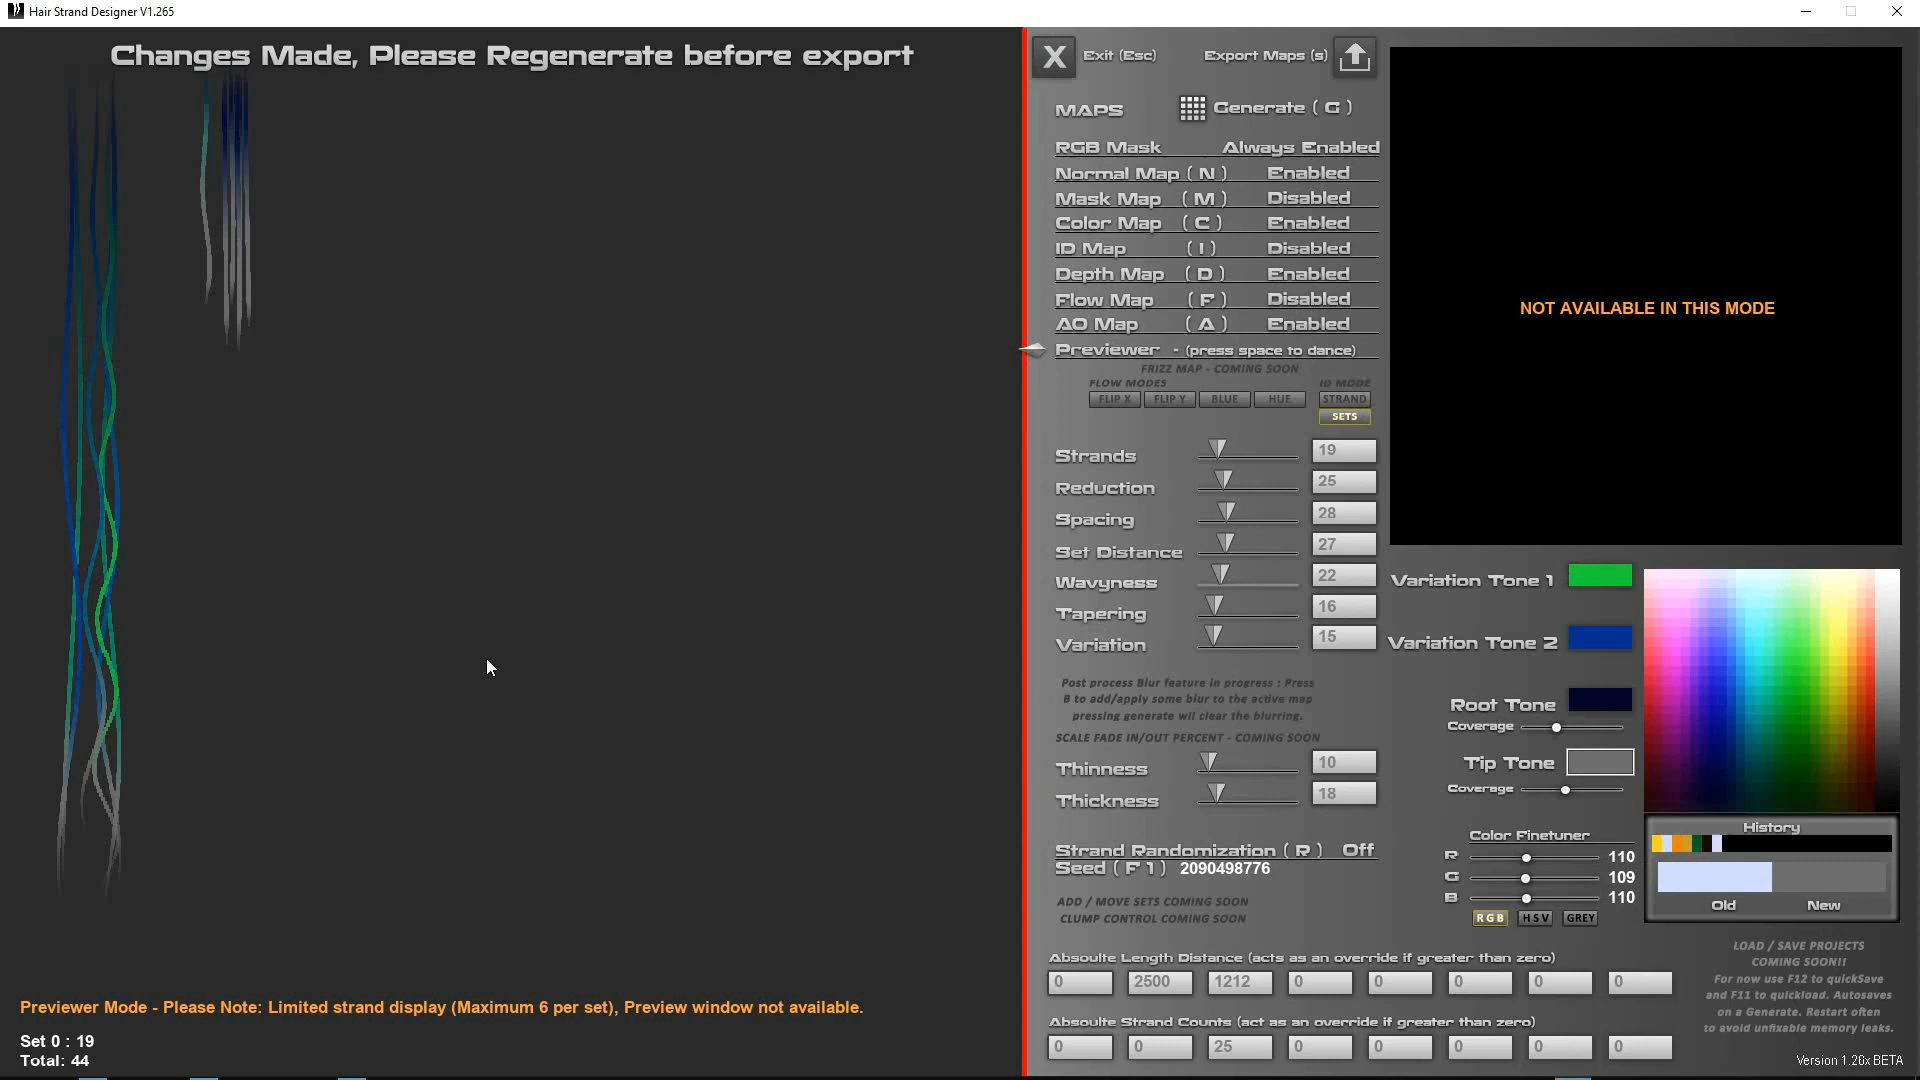 Hair Strand Designer V1.265
Changes Made, Please Regenerate before export
X Exit (Esc) Export Maps (s)
MAPS Generate ( G )
RGB Mask Always Enabled
Normal Map ( N ) Enabled
Mask Map ( M ) Disabled
Color Map ( C ) Enabled
ID Map ( I ) Disabled
Depth Map ( D ) Enabled
Flow Map ( F ) Disabled
AO Map ( A ) Enabled
Previewer - (press space to dance)
FRIZZ MAP - COMING SOON
FLOW MODES ID MODE
FLIP X FLIP Y BLUE HUE STRAND
SETS
NOT AVAILABLE IN THIS MODE
Strands 19
Reduction 25
Spacing 28
Set Distance 27
Wavyness 22
Tapering 16
Variation 15
Post process Blur feature in progress : Press
B to add/apply some blur to the active map
pressing generate wil clear the blurring.
SCALE FADE IN/OUT PERCENT - COMING SOON
Thinness 10
Thickness 18
Strand Randomization ( R ) Off
Seed ( F1 ) 2090498776
ADD / MOVE SETS COMING SOON
CLUMP CONTROL COMING SOON
Variation Tone 1
Variation Tone 2
Root Tone
Coverage
Tip Tone
Coverage
Color Finetuner
R 110
G 109
B 110
RGB HSV GREY
History
Old New
Absoulte Length Distance (acts as an override if greater than zero)
0 2500 1212 0 0 0 0 0
Absoulte Strand Counts (act as an override if greater than zero)
0 0 25 0 0 0 0 0
LOAD / SAVE PROJECTS
COMING SOON!!
For now use F12 to quickSave
and F11 to quickload. Autosaves
on a Generate. Restart often
to avoid unfixable memory leaks.
Version 1.26x BETA
Previewer Mode - Please Note: Limited strand display (Maximum 6 per set), Preview window not available.
Set 0 : 19
Total: 44